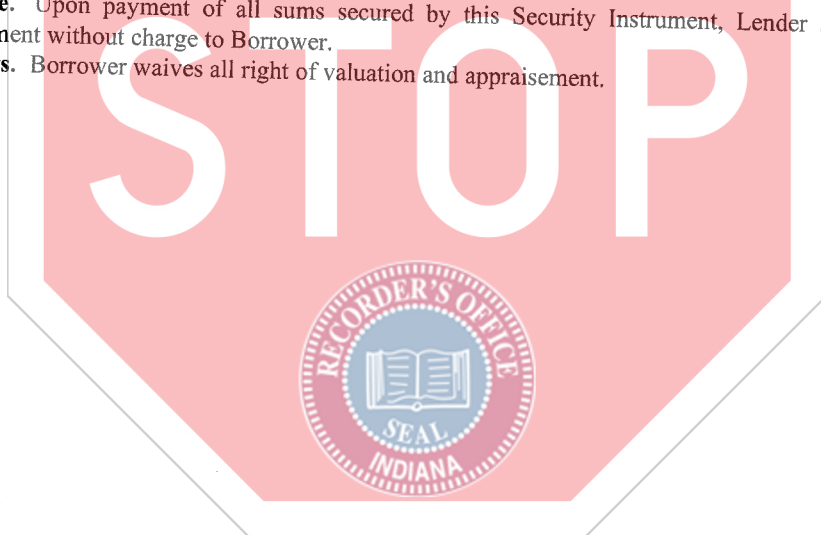 e. Upon payment of all sums secured by this Security Instrument, Lender
ment without charge to Borrower.
s. Borrower waives all right of valuation and appraisement.
STOP
RECORDER'S OFFICE
SEAL
INDIANA